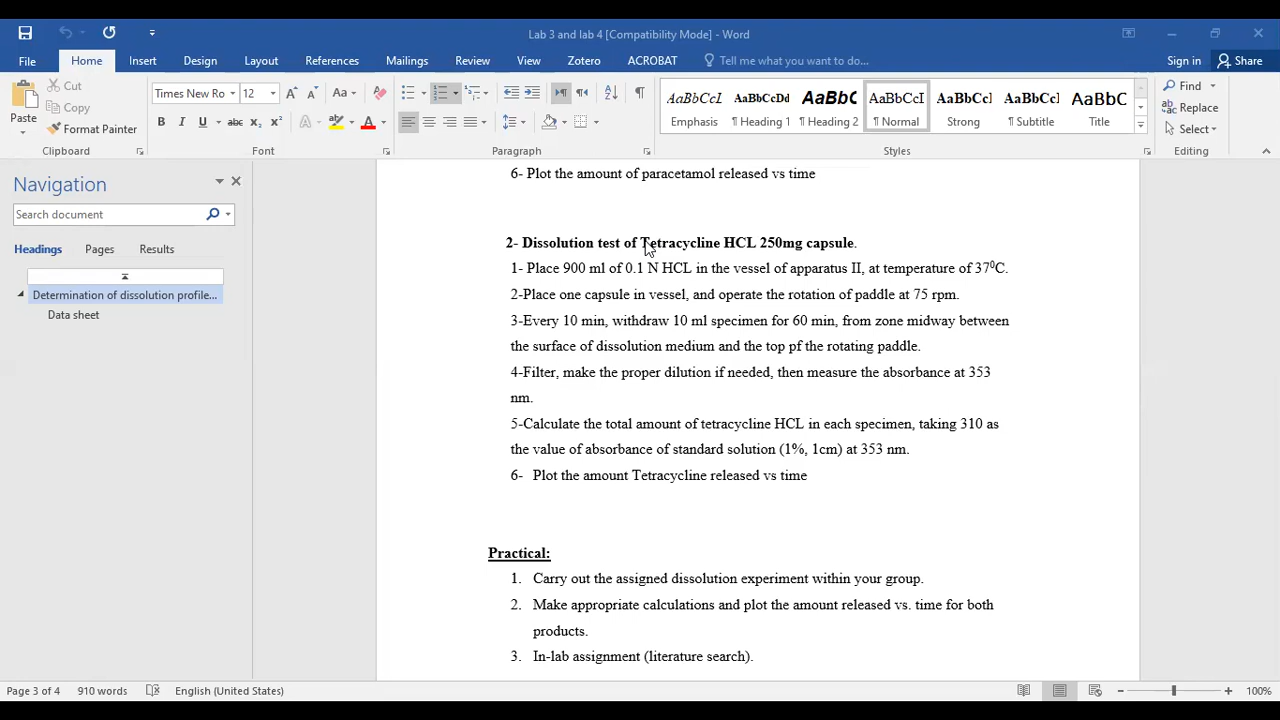 Lab 3 and lab 4 [Compatibility Mode] - Word
File Home Insert Design Layout References Mailings Review View Zotero ACROBAT Tell me what you want to do... Sign in Share
Paste
Cut
Copy
Format Painter
Clipboard
Times New Ro 12
B I U abc x₂ x² A
Font
Paragraph
AaBbCcI Emphasis
AaBbCcDd ¶ Heading 1
AaBbC ¶ Heading 2
AaBbCcI ¶ Normal
AaBbCcl Strong
AaBbCcl ¶ Subtitle
AaBbC Title
Styles
Find
Replace
Select
Editing
Navigation
Search document
Headings Pages Results
Determination of dissolution profile...
Data sheet
6- Plot the amount of paracetamol released vs time
2- Dissolution test of Tetracycline HCL 250mg capsule.
1- Place 900 ml of 0.1 N HCL in the vessel of apparatus II, at temperature of 37⁰C.
2-Place one capsule in vessel, and operate the rotation of paddle at 75 rpm.
3-Every 10 min, withdraw 10 ml specimen for 60 min, from zone midway between
the surface of dissolution medium and the top pf the rotating paddle.
4-Filter, make the proper dilution if needed, then measure the absorbance at 353
nm.
5-Calculate the total amount of tetracycline HCL in each specimen, taking 310 as
the value of absorbance of standard solution (1%, 1cm) at 353 nm.
6- Plot the amount Tetracycline released vs time
Practical:
1. Carry out the assigned dissolution experiment within your group.
2. Make appropriate calculations and plot the amount released vs. time for both
products.
3. In-lab assignment (literature search).
Page 3 of 4 910 words English (United States) 100%